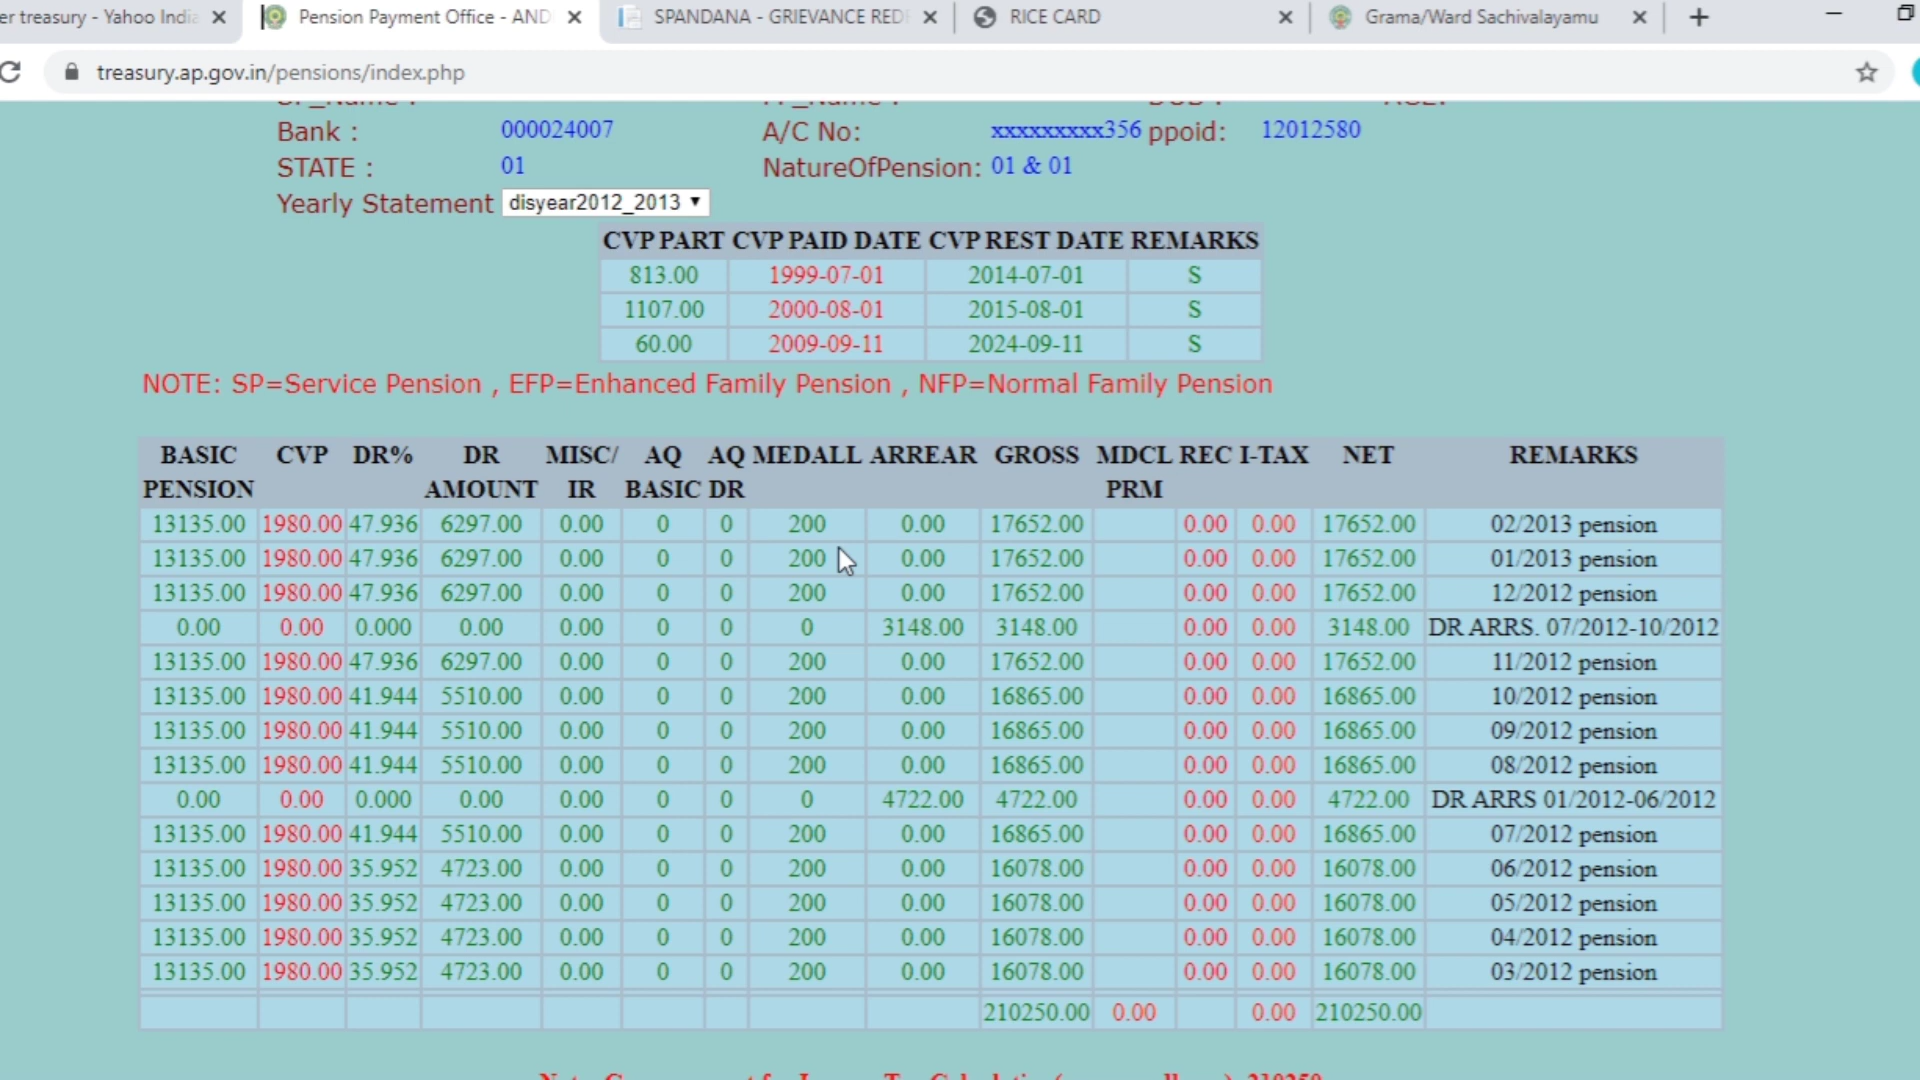 er treasury - Yahoo India
Pension Payment Office - AND
SPANDANA - GRIEVANCE REDR
RICE CARD
Grama/Ward Sachivalayamu
treasury.ap.gov.in/pensions/index.php
Bank : 000024007 A/C No: xxxxxxxxx356 ppoid: 12012580
STATE : 01 NatureOfPension: 01 & 01
Yearly Statement disyear2012_2013
CVP PART CVP PAID DATE CVP REST DATE REMARKS
813.00 1999-07-01 2014-07-01 S
1107.00 2000-08-01 2015-08-01 S
60.00 2009-09-11 2024-09-11 S
NOTE: SP=Service Pension , EFP=Enhanced Family Pension , NFP=Normal Family Pension
BASIC CVP DR% DR MISC/ AQ AQ MEDALL ARREAR GROSS MDCL REC I-TAX NET REMARKS
PENSION AMOUNT IR BASIC DR PRM
13135.00 1980.00 47.936 6297.00 0.00 0 0 200 0.00 17652.00 0.00 0.00 17652.00 02/2013 pension
13135.00 1980.00 47.936 6297.00 0.00 0 0 200 0.00 17652.00 0.00 0.00 17652.00 01/2013 pension
13135.00 1980.00 47.936 6297.00 0.00 0 0 200 0.00 17652.00 0.00 0.00 17652.00 12/2012 pension
0.00 0.00 0.000 0.00 0.00 0 0 0 3148.00 3148.00 0.00 0.00 3148.00 DR ARRS. 07/2012-10/2012
13135.00 1980.00 47.936 6297.00 0.00 0 0 200 0.00 17652.00 0.00 0.00 17652.00 11/2012 pension
13135.00 1980.00 41.944 5510.00 0.00 0 0 200 0.00 16865.00 0.00 0.00 16865.00 10/2012 pension
13135.00 1980.00 41.944 5510.00 0.00 0 0 200 0.00 16865.00 0.00 0.00 16865.00 09/2012 pension
13135.00 1980.00 41.944 5510.00 0.00 0 0 200 0.00 16865.00 0.00 0.00 16865.00 08/2012 pension
0.00 0.00 0.000 0.00 0.00 0 0 0 4722.00 4722.00 0.00 0.00 4722.00 DR ARRS 01/2012-06/2012
13135.00 1980.00 41.944 5510.00 0.00 0 0 200 0.00 16865.00 0.00 0.00 16865.00 07/2012 pension
13135.00 1980.00 35.952 4723.00 0.00 0 0 200 0.00 16078.00 0.00 0.00 16078.00 06/2012 pension
13135.00 1980.00 35.952 4723.00 0.00 0 0 200 0.00 16078.00 0.00 0.00 16078.00 05/2012 pension
13135.00 1980.00 35.952 4723.00 0.00 0 0 200 0.00 16078.00 0.00 0.00 16078.00 04/2012 pension
13135.00 1980.00 35.952 4723.00 0.00 0 0 200 0.00 16078.00 0.00 0.00 16078.00 03/2012 pension
210250.00 0.00 0.00 210250.00